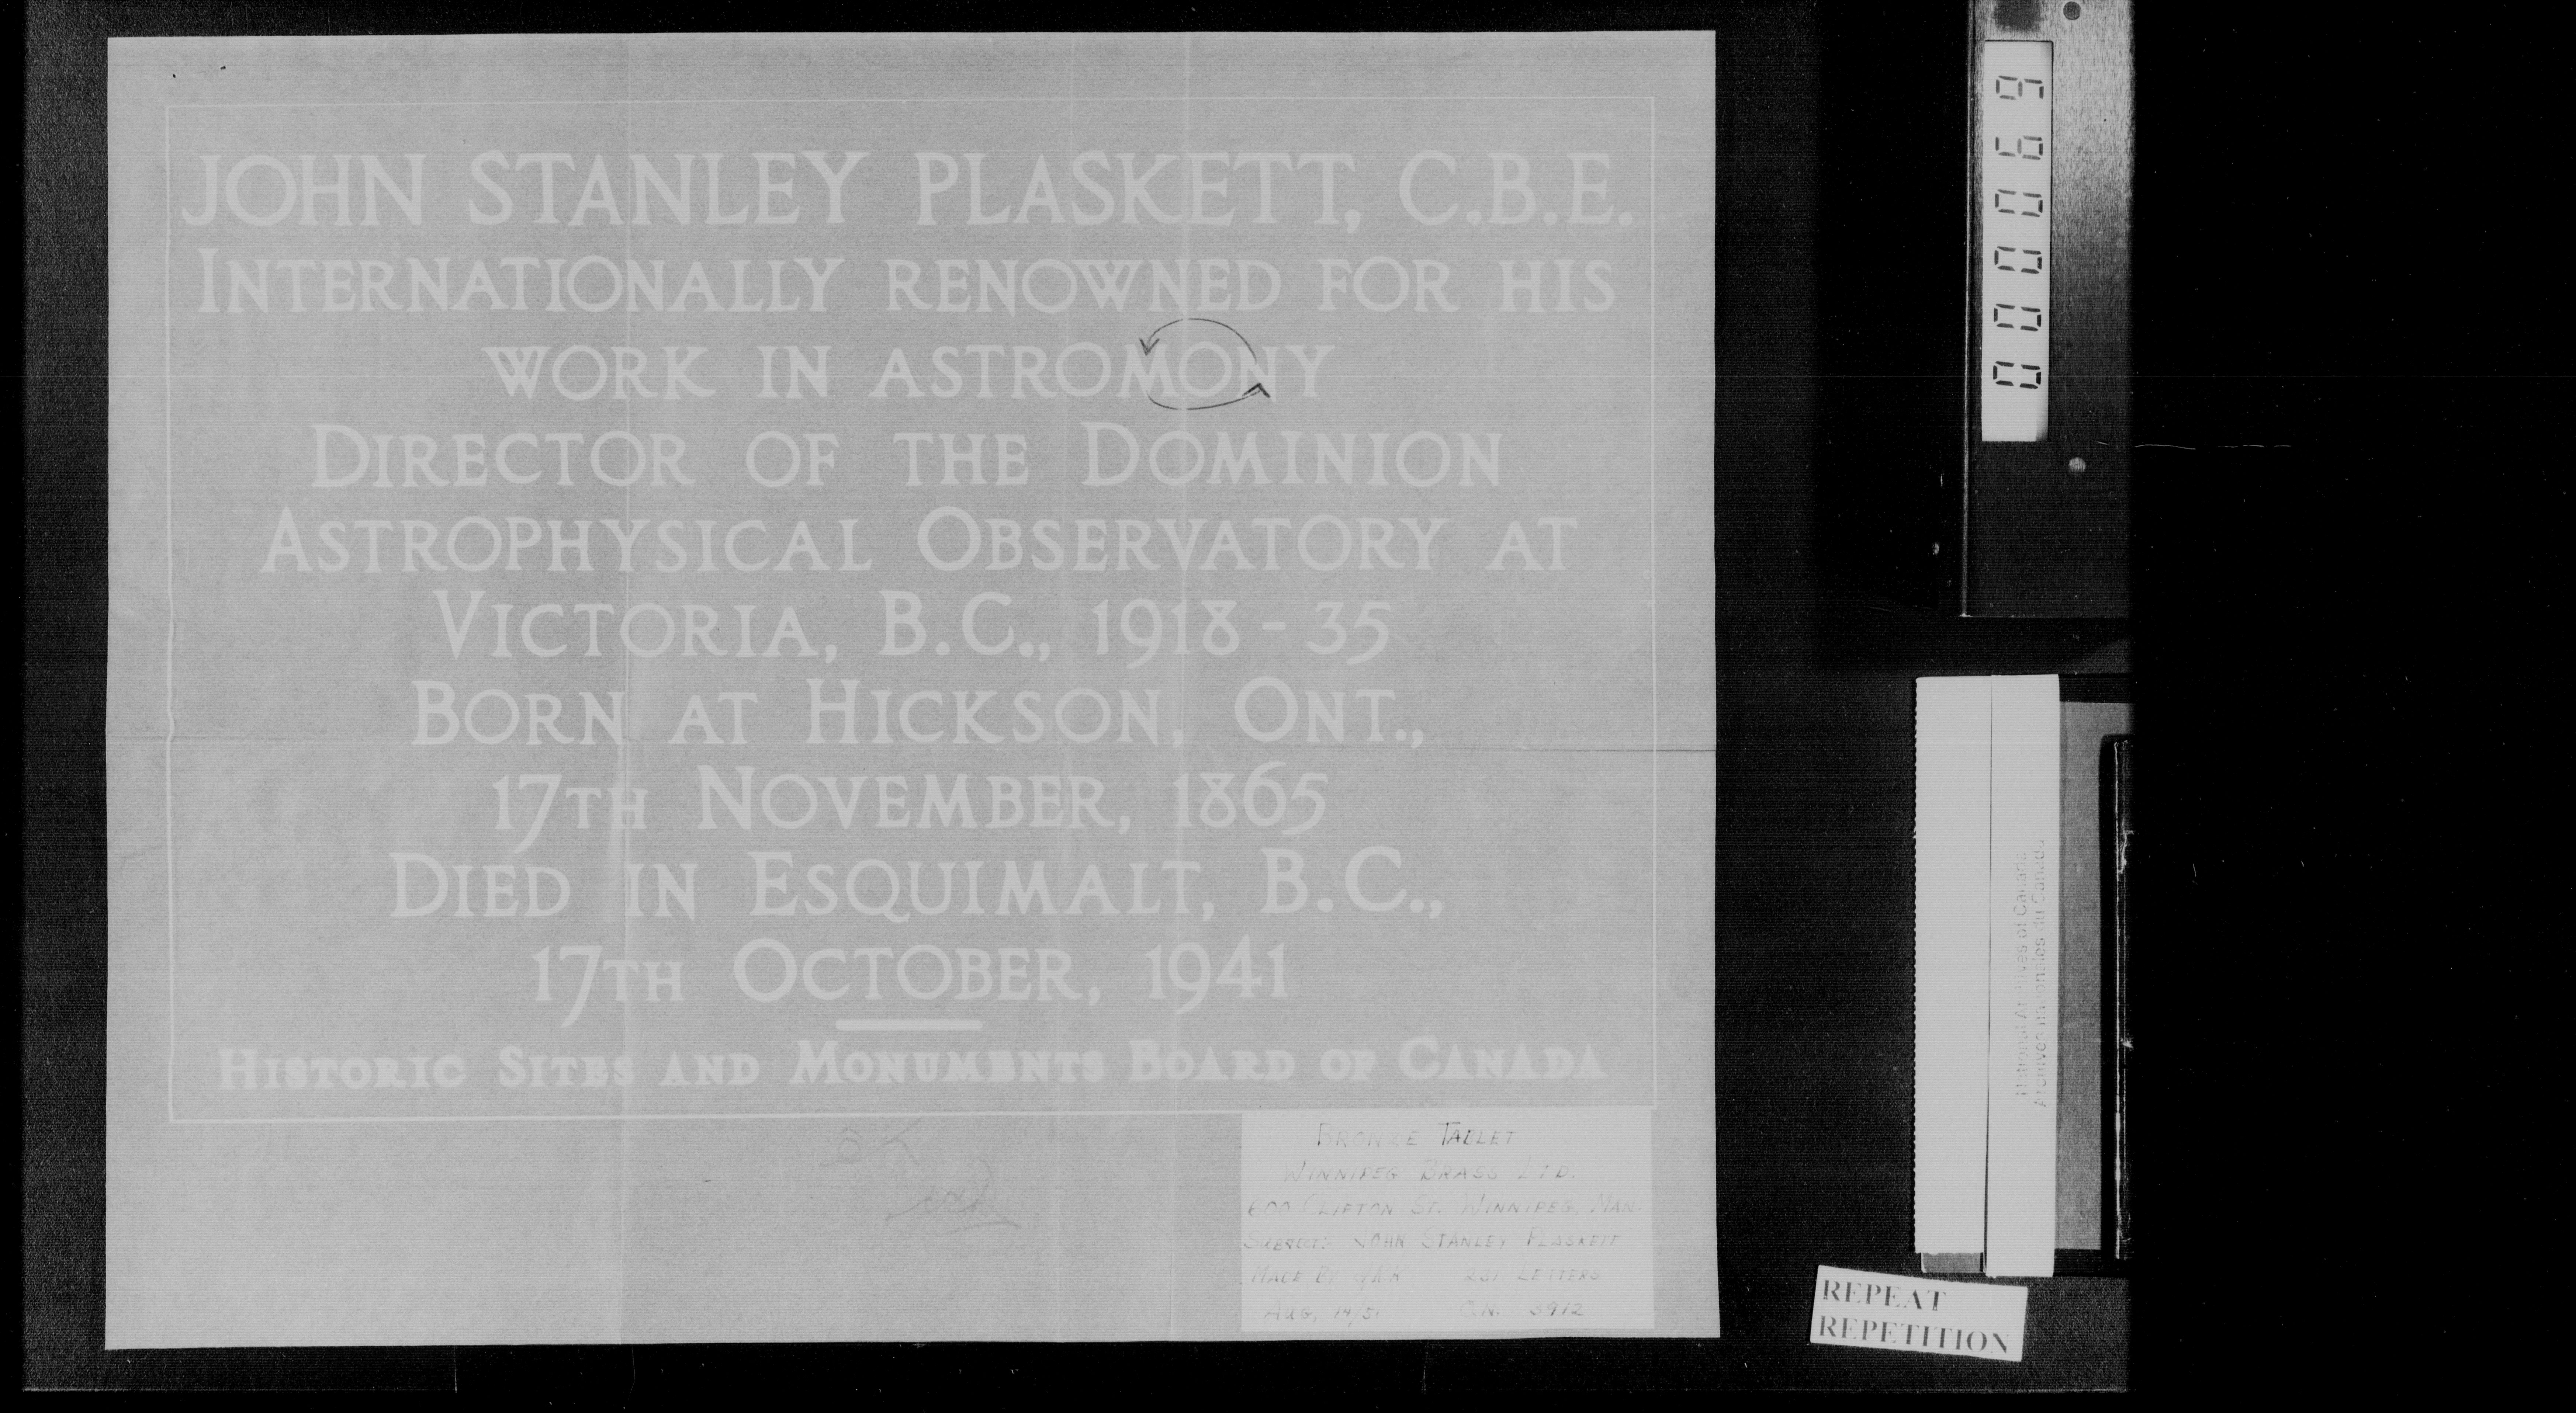 JOHN STANLEY PLASKETT, C.B.E.
INTERNATIONALLY RENOWNED FOR HIS
WORK IN ASTROMONY
DIRECTOR OF THE DOMINION
ASTROPHYSICAL OBSERVATORY AT
VICTORIA, B.C., 1918 - 35
BORN AT HICKSON, ONT.,
17TH NOVEMBER, 1865
DIED IN ESQUIMALT, B.C.,
17TH OCTOBER, 1941
HISTORIC SITES AND MONUMENTS BOARD OF CANADA
OK
BRONZE TABLET
WINNIPEG BRASS LTD.
600 CLIFTON ST. WINNIPEG, MAN.
SUBJECT:- JOHN STANLEY PLASKETT
MADE BY 231 LETTERS
AUG. 14/51 O.N. 3912
000069
National Archives of Canada
Archives nationales du Canada
REPEAT
REPETITION